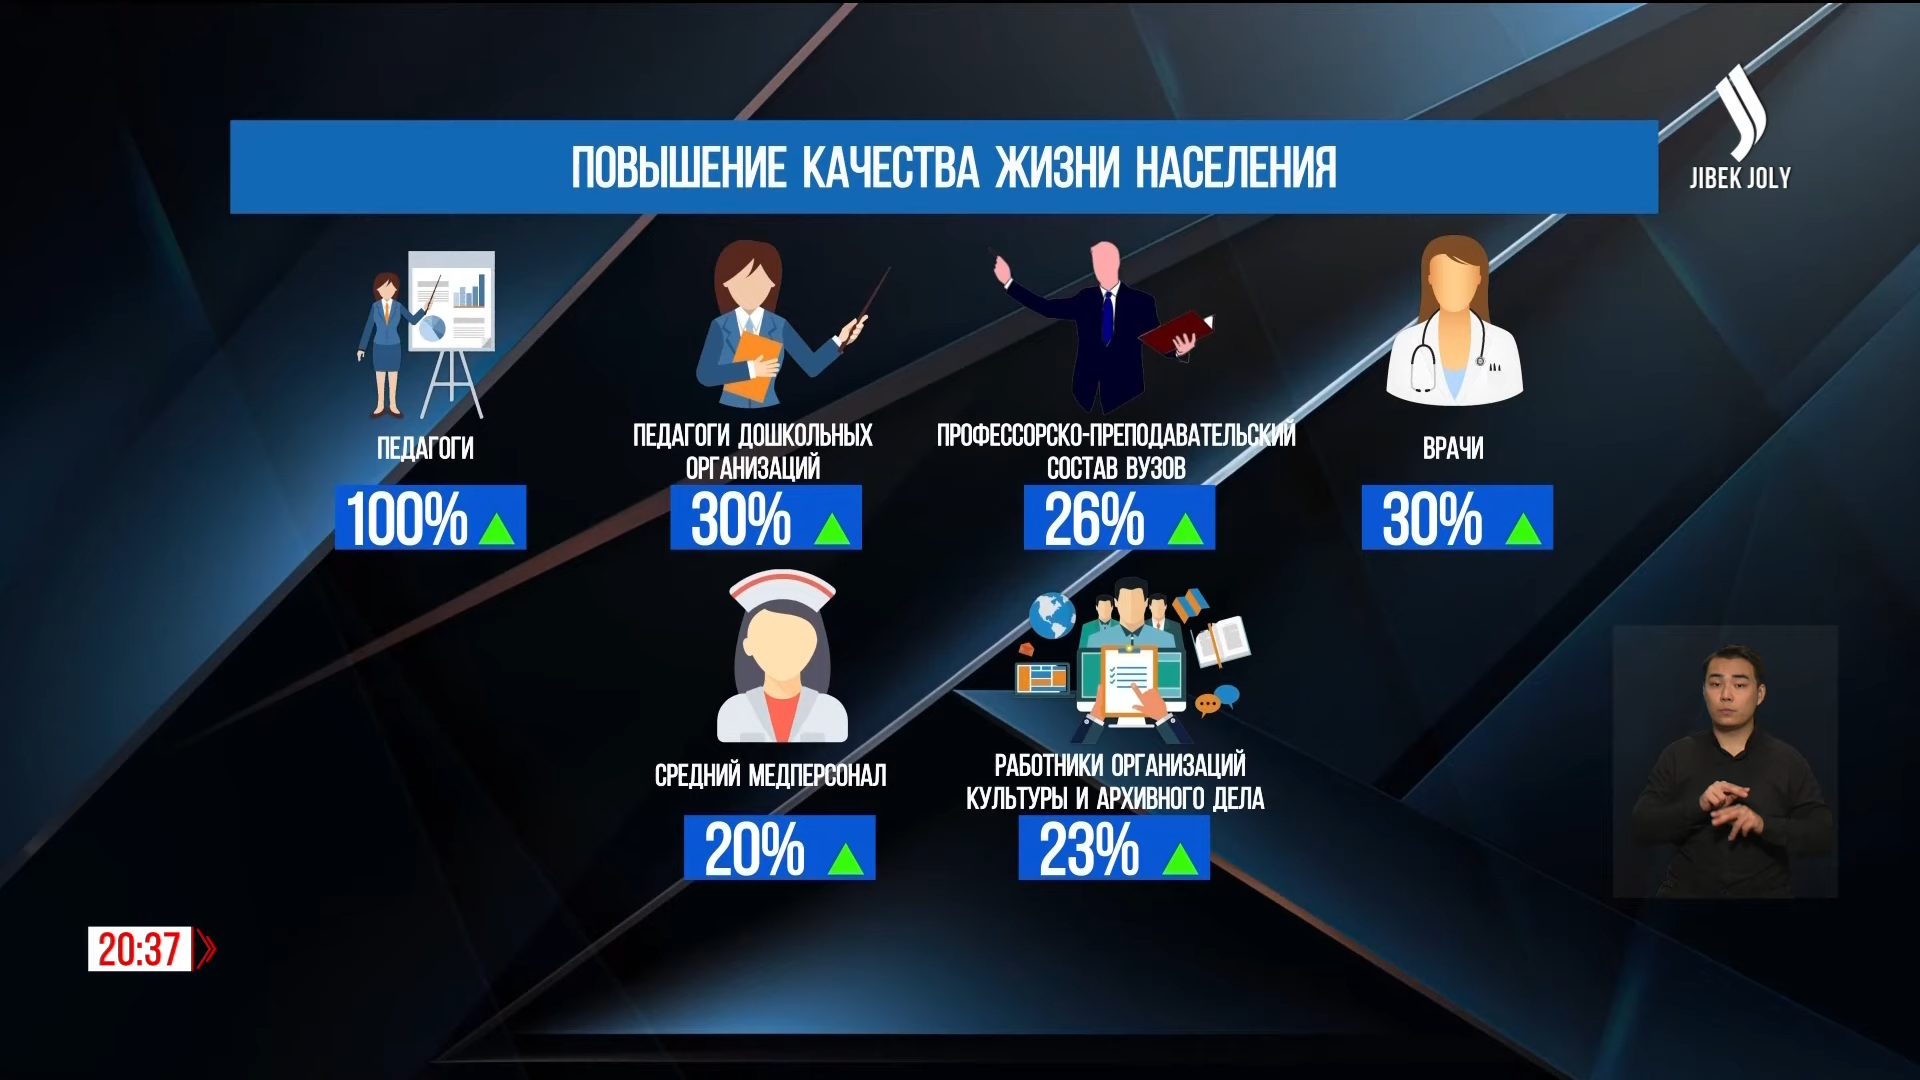 ПОВЫШЕНИЕ КАЧЕСТВА ЖИЗНИ НАСЕЛЕНИЯ
JIBEK JOLY
ПЕДАГОГИ
100%
ПЕДАГОГИ ДОШКОЛЬНЫХ
ОРГАНИЗАЦИЙ
30%
ПРОФЕССОРСКО-ПРЕПОДАВАТЕЛЬСКИЙ
СОСТАВ ВУЗОВ
26%
ВРАЧИ
30%
СРЕДНИЙ МЕДПЕРСОНАЛ
20%
РАБОТНИКИ ОРГАНИЗАЦИЙ
КУЛЬТУРЫ И АРХИВНОГО ДЕЛА
23%
20:37